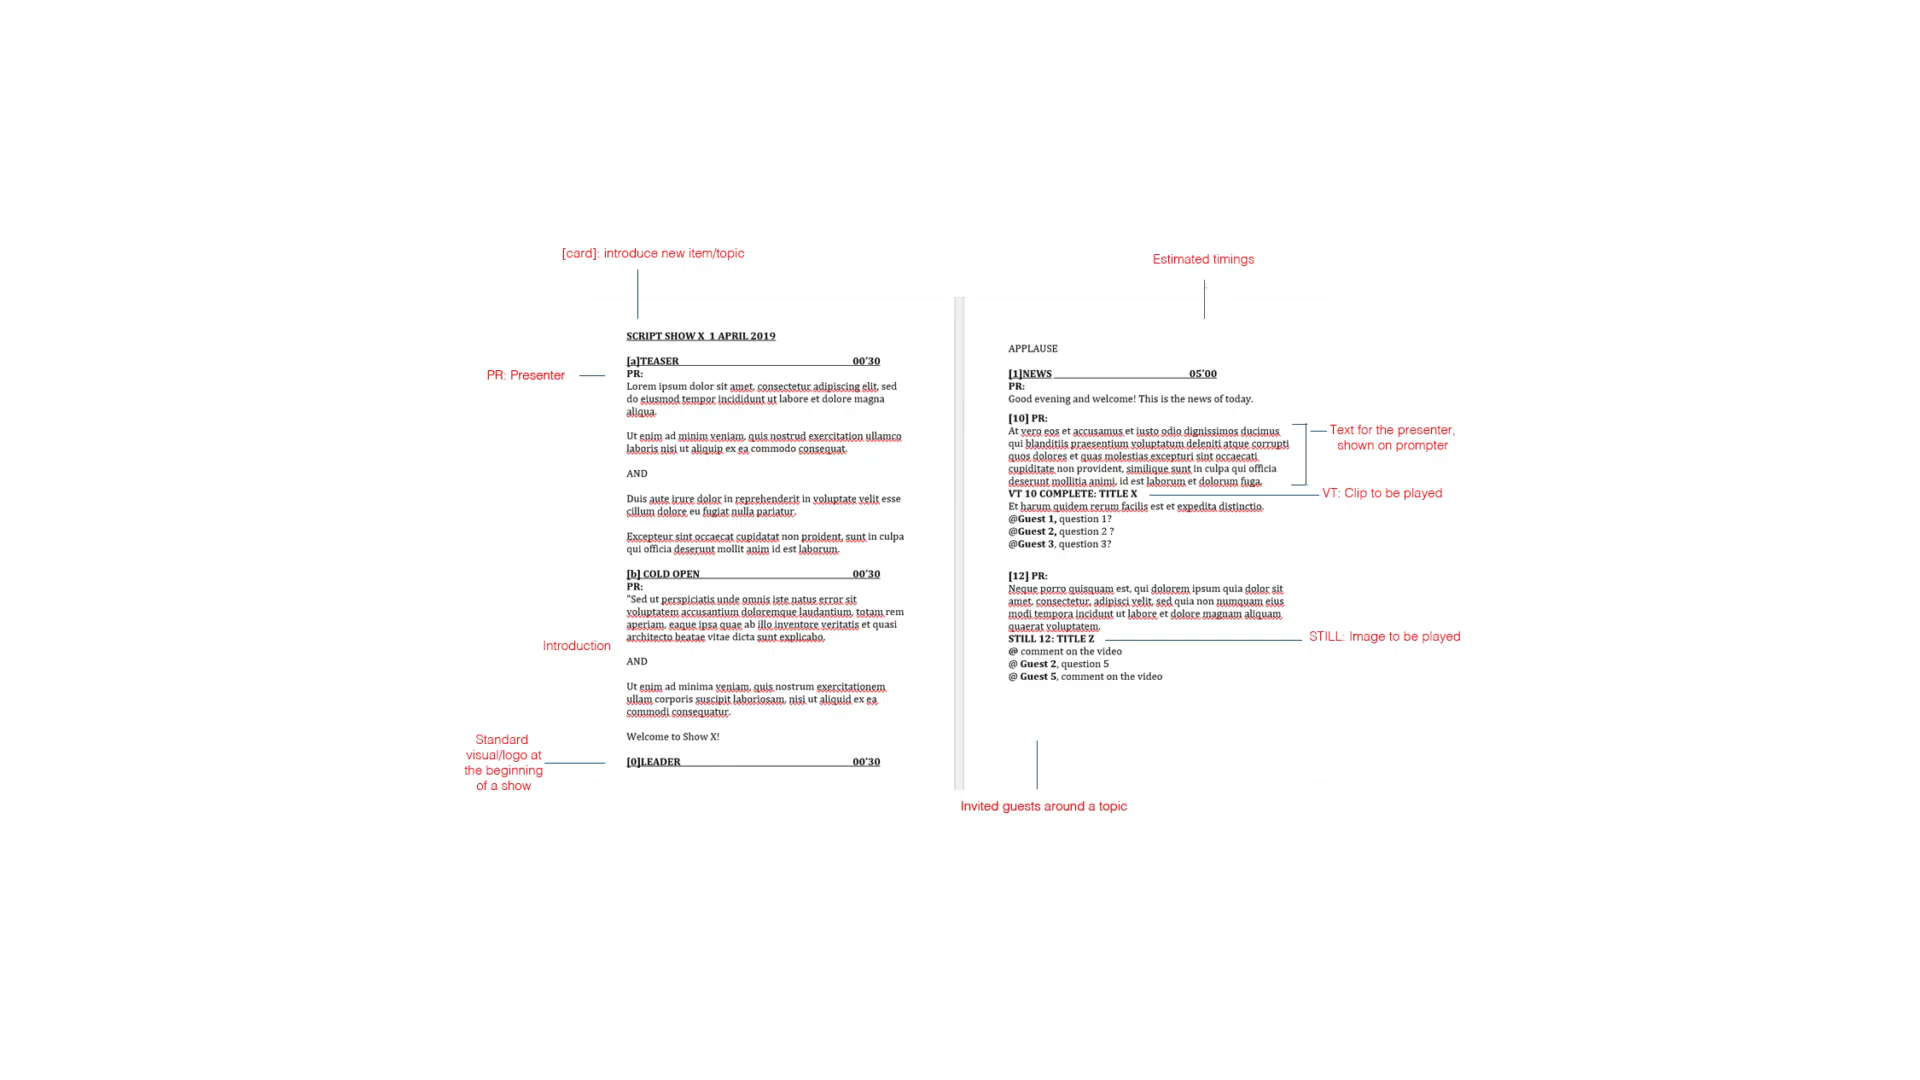 [card]: introduce new item/topic
Estimated timings
SCRIPT SHOW X  1 APRIL 2019
[a]TEASER 00'30
PR: Presenter
PR:
Lorem ipsum dolor sit amet, consectetur adipiscing elit, sed
do eiusmod tempor incididunt ut labore et dolore magna
aliqua.
Ut enim ad minim veniam, quis nostrud exercitation ullamco
laboris nisi ut aliquip ex ea commodo consequat.
AND
Duis aute irure dolor in reprehenderit in voluptate velit esse
cillum dolore eu fugiat nulla pariatur.
Excepteur sint occaecat cupidatat non proident, sunt in culpa
qui officia deserunt mollit anim id est laborum.
[b] COLD OPEN 00'30
PR:
"Sed ut perspiciatis unde omnis iste natus error sit
voluptatem accusantium doloremque laudantium, totam rem
aperiam, eaque ipsa quae ab illo inventore veritatis et quasi
architecto beatae vitae dicta sunt explicabo.
Introduction
AND
Ut enim ad minima veniam, quis nostrum exercitationem
ullam corporis suscipit laboriosam, nisi ut aliquid ex ea
commodi consequatur.
Welcome to Show X!
Standard
visual/logo at
the beginning
of a show
[0]LEADER 00'30
APPLAUSE
[1]NEWS 05'00
PR:
Good evening and welcome! This is the news of today.
[10] PR:
At vero eos et accusamus et iusto odio dignissimos ducimus
qui blanditiis praesentium voluptatum deleniti atque corrupti
quos dolores et quas molestias excepturi sint occaecati
cupiditate non provident, similique sunt in culpa qui officia
deserunt mollitia animi, id est laborum et dolorum fuga.
Text for the presenter,
shown on prompter
VT 10 COMPLETE: TITLE X
VT: Clip to be played
Et harum quidem rerum facilis est et expedita distinctio.
@Guest 1, question 1?
@Guest 2, question 2 ?
@Guest 3, question 3?
[12] PR:
Neque porro quisquam est, qui dolorem ipsum quia dolor sit
amet, consectetur, adipisci velit, sed quia non numquam eius
modi tempora incidunt ut labore et dolore magnam aliquam
quaerat voluptatem.
STILL 12: TITLE Z
STILL: Image to be played
@ comment on the video
@ Guest 2, question 5
@ Guest 5, comment on the video
Invited guests around a topic